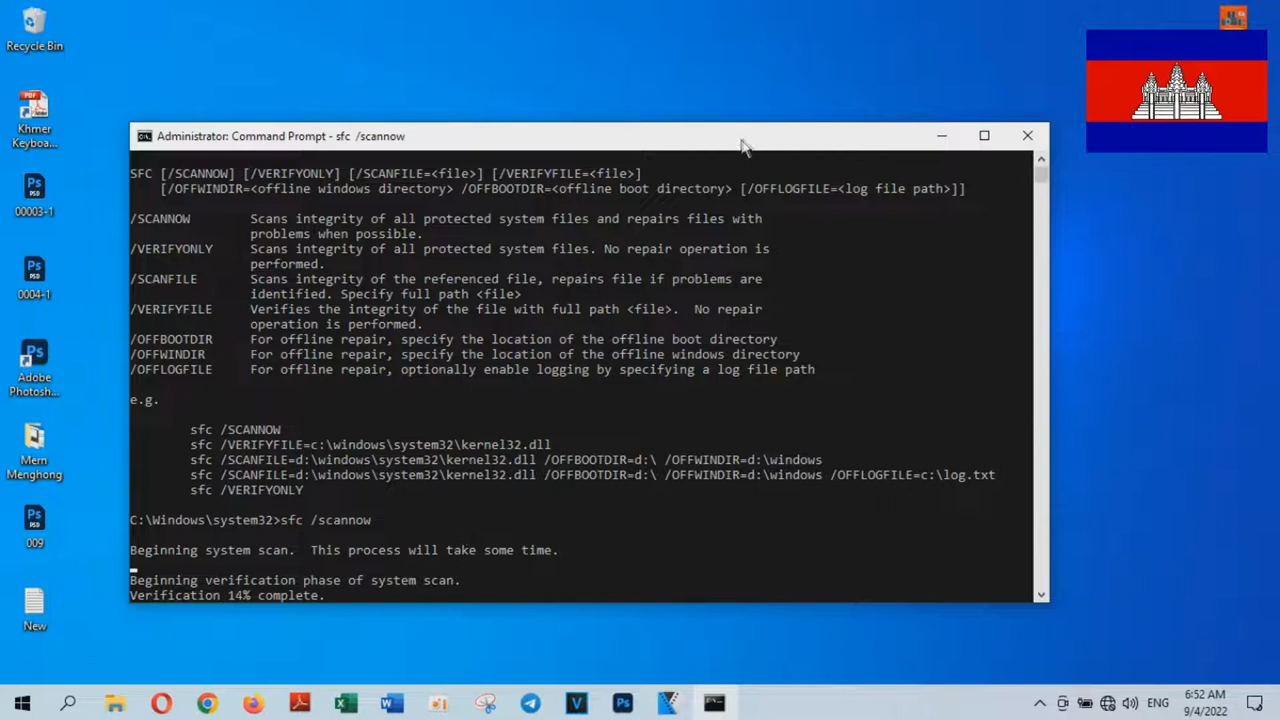 Recycle Bin
Khmer
Keyboa...
00003-1
0004-1
Adobe
Photosh...
Mern
Menghong
009
New
Administrator: Command Prompt - sfc /scannow
SFC [/SCANNOW] [/VERIFYONLY] [/SCANFILE=<file>] [/VERIFYFILE=<file>]
[/OFFWINDIR=<offline windows directory> /OFFBOOTDIR=<offline boot directory> [/OFFLOGFILE=<log file path>]]
/SCANNOW Scans integrity of all protected system files and repairs files with
problems when possible.
/VERIFYONLY Scans integrity of all protected system files. No repair operation is
performed.
/SCANFILE Scans integrity of the referenced file, repairs file if problems are
identified. Specify full path <file>
/VERIFYFILE Verifies the integrity of the file with full path <file>. No repair
operation is performed.
/OFFBOOTDIR For offline repair, specify the location of the offline boot directory
/OFFWINDIR For offline repair, specify the location of the offline windows directory
/OFFLOGFILE For offline repair, optionally enable logging by specifying a log file path
e.g.
sfc /SCANNOW
sfc /VERIFYFILE=c:\windows\system32\kernel32.dll
sfc /SCANFILE=d:\windows\system32\kernel32.dll /OFFBOOTDIR=d:\ /OFFWINDIR=d:\windows
sfc /SCANFILE=d:\windows\system32\kernel32.dll /OFFBOOTDIR=d:\ /OFFWINDIR=d:\windows /OFFLOGFILE=c:\log.txt
sfc /VERIFYONLY
C:\Windows\system32>sfc /scannow
Beginning system scan. This process will take some time.
Beginning verification phase of system scan.
Verification 14% complete.
ENG
6:52 AM
9/4/2022